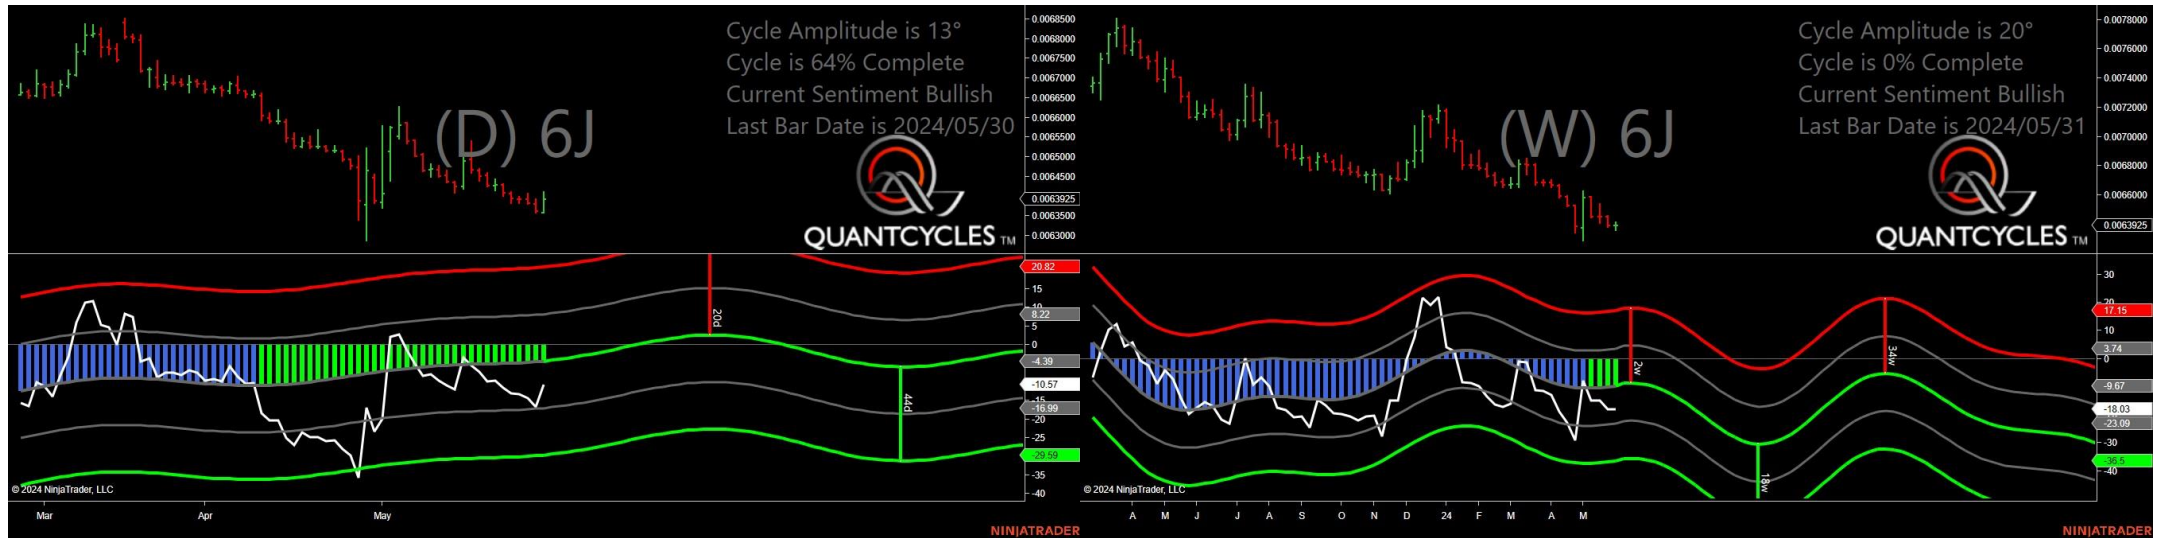 Cycle Amplitude is 13°
Cycle is 64% Complete
Current Sentiment Bullish
Last Bar Date is 2024/05/30
(D) 6J
QUANTCYCLES TM
0.0068500
0.0068000
0.0067500
0.0067000
0.0066500
0.0066000
0.0065500
0.0065000
0.0064500
0.0063925
0.0063500
0.0063000
20.82
15
10
8.22
5
0
-4.39
-10.57
-15
-16.99
-20
-25
-29.59
-35
-40
20d
44d
© 2024 NinjaTrader, LLC
Mar Apr May
NINJATRADER
Cycle Amplitude is 20°
Cycle is 0% Complete
Current Sentiment Bullish
Last Bar Date is 2024/05/31
(W) 6J
QUANTCYCLES TM
0.0078000
0.0076000
0.0074000
0.0072000
0.0070000
0.0068000
0.0066000
0.0063925
30
20
17.15
10
3.74
0
-9.67
-18.03
-23.09
-30
-36.5
-40
2w
18w
34w
© 2024 NinjaTrader, LLC
A M J J A S O N D 24 F M A M
NINJATRADER